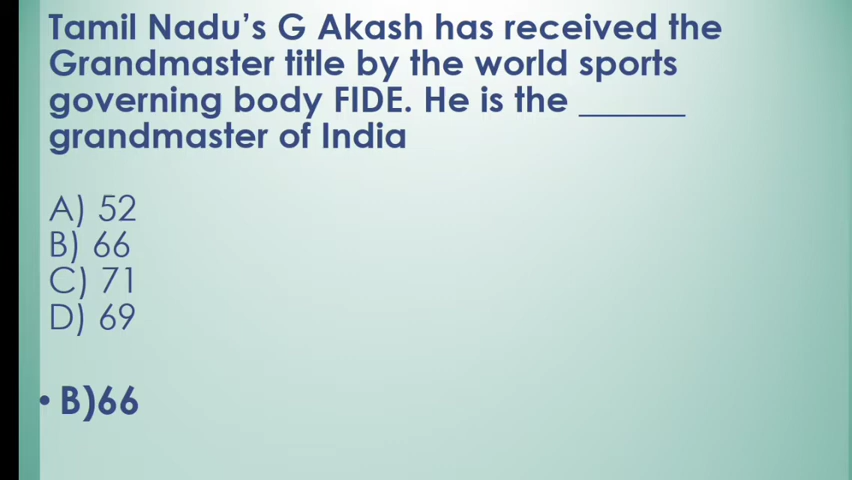 Tamil Nadu's G Akash has received the
Grandmaster title by the world sports
governing body FIDE. He is the ______
grandmaster of India
A) 52
B) 66
C) 71
D) 69
• B)66